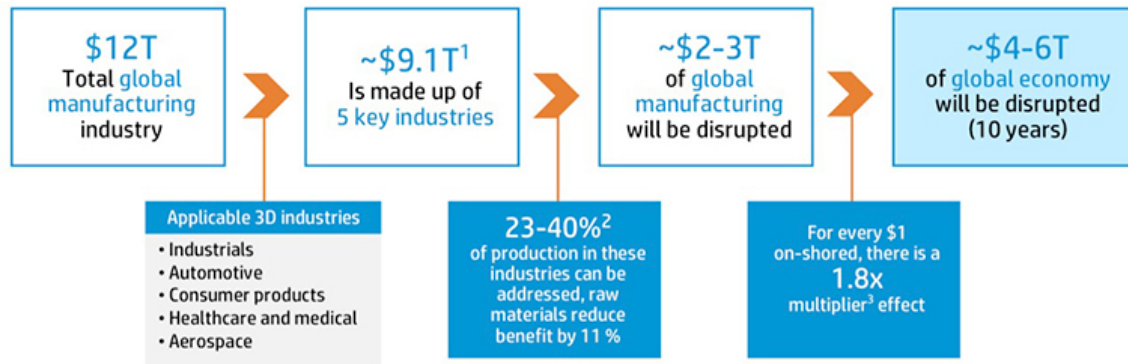 $12T
Total global
manufacturing
industry
~$9.1T¹
Is made up of
5 key industries
~$2-3T
of global
manufacturing
will be disrupted
~$4-6T
of global economy
will be disrupted
(10 years)
Applicable 3D industries
• Industrials
• Automotive
• Consumer products
• Healthcare and medical
• Aerospace
23-40%²
of production in these
industries can be
addressed, raw
materials reduce
benefit by 11 %
For every $1
on-shored, there is a
1.8x
multiplier³ effect